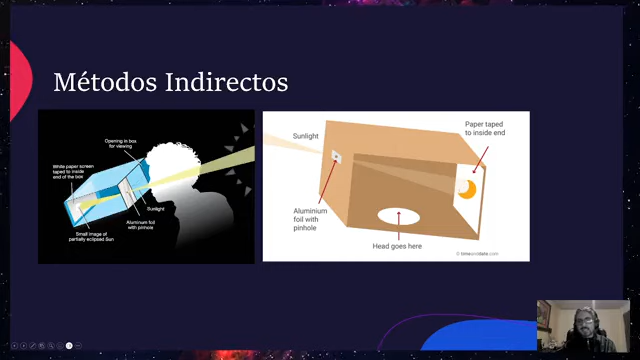 Métodos Indirectos
Opening in box
for viewing
White paper screen
taped to inside
end of the box
Sunlight
Aluminum foil
with pinhole
Small image of
partially eclipsed Sun
Paper taped
to inside end
Sunlight
Aluminium
foil with
pinhole
Head goes here
© timeanddate.com